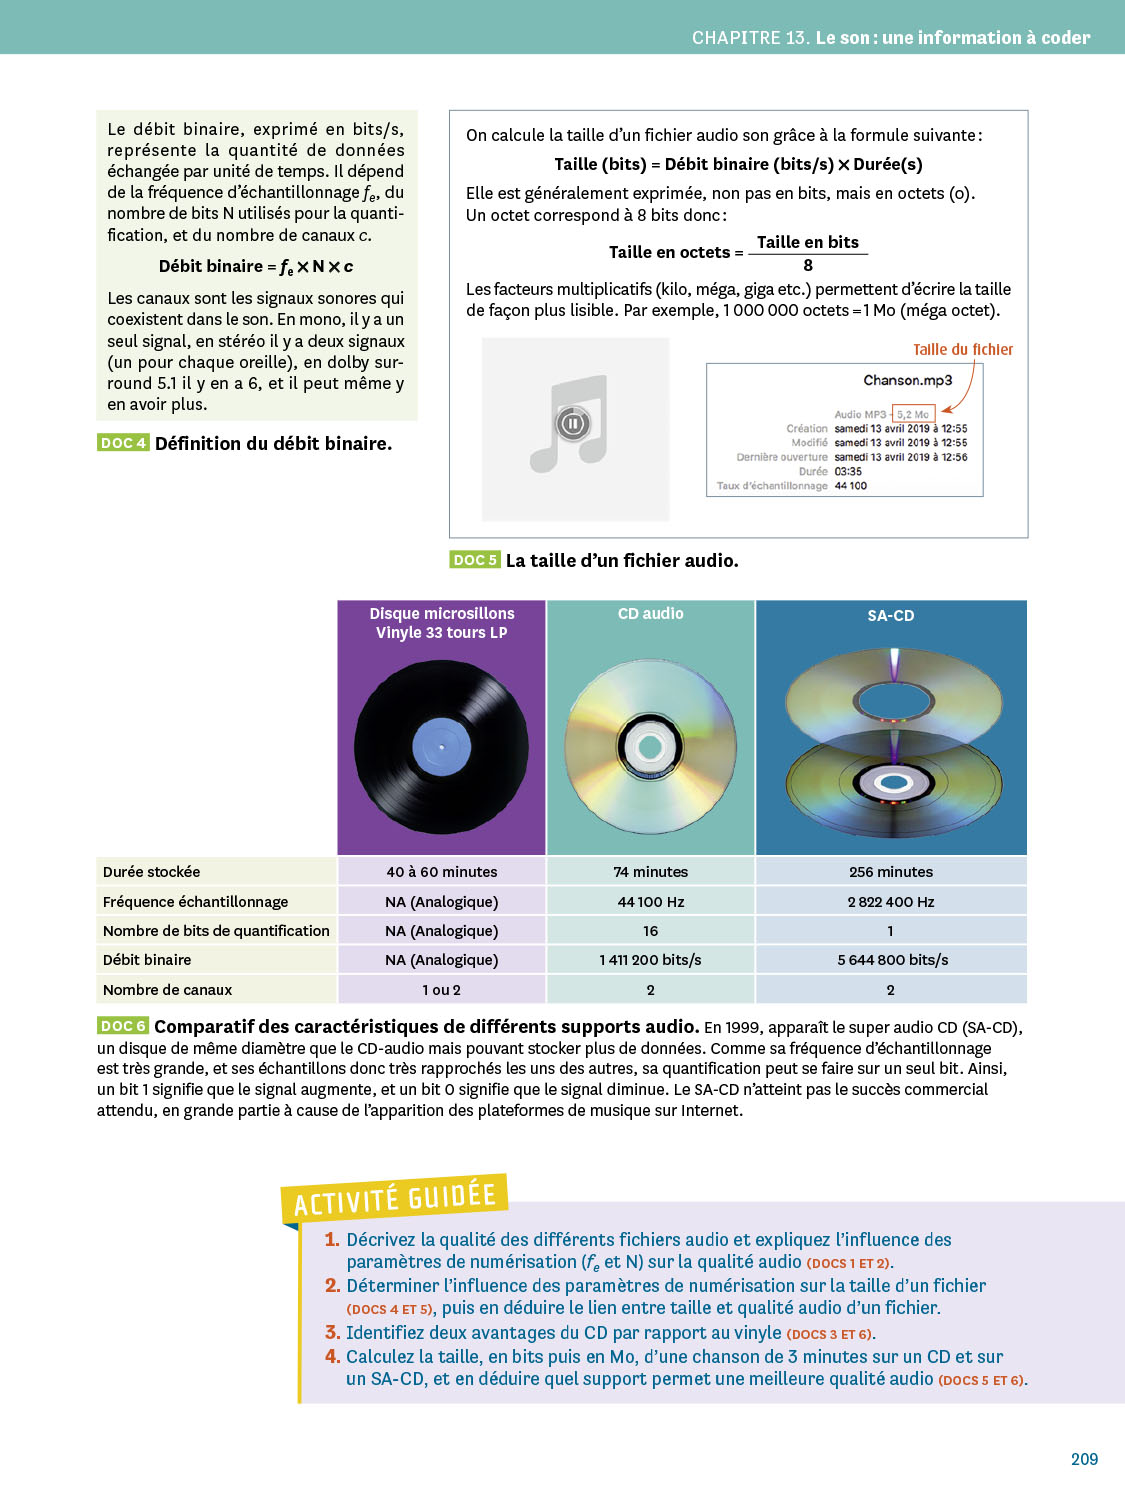 CHAPITRE 13. Le son : une information à coder
Le débit binaire, exprimé en bits/s,
représente la quantité de données
échangée par unité de temps. Il dépend
de la fréquence d'échantillonnage fe, du
nombre de bits N utilisés pour la quanti-
fication, et du nombre de canaux c.
Débit binaire = fe × N × c
Les canaux sont les signaux sonores qui
coexistent dans le son. En mono, il y a un
seul signal, en stéréo il y a deux signaux
(un pour chaque oreille), en dolby sur-
round 5.1 il y en a 6, et il peut même y
en avoir plus.
DOC 4 Définition du débit binaire.
On calcule la taille d'un fichier audio son grâce à la formule suivante :
Taille (bits) = Débit binaire (bits/s) × Durée(s)
Elle est généralement exprimée, non pas en bits, mais en octets (o).
Un octet correspond à 8 bits donc :
Taille en octets = Taille en bits
8
Les facteurs multiplicatifs (kilo, méga, giga etc.) permettent d'écrire la taille
de façon plus lisible. Par exemple, 1 000 000 octets = 1 Mo (méga octet).
Taille du fichier
Chanson.mp3
Audio MP3 - 5,2 Mo
Création samedi 13 avril 2019 à 12:55
Modifié samedi 13 avril 2019 à 12:55
Dernière ouverture samedi 13 avril 2019 à 12:56
Durée 03:35
Taux d'échantillonnage 44 100
DOC 5 La taille d'un fichier audio.
Disque microsillons
Vinyle 33 tours LP
CD audio
SA-CD
Durée stockée 40 à 60 minutes 74 minutes 256 minutes
Fréquence échantillonnage NA (Analogique) 44 100 Hz 2 822 400 Hz
Nombre de bits de quantification NA (Analogique) 16 1
Débit binaire NA (Analogique) 1 411 200 bits/s 5 644 800 bits/s
Nombre de canaux 1 ou 2 2 2
DOC 6 Comparatif des caractéristiques de différents supports audio. En 1999, apparaît le super audio CD (SA-CD),
un disque de même diamètre que le CD-audio mais pouvant stocker plus de données. Comme sa fréquence d'échantillonnage
est très grande, et ses échantillons donc très rapprochés les uns des autres, sa quantification peut se faire sur un seul bit. Ainsi,
un bit 1 signifie que le signal augmente, et un bit 0 signifie que le signal diminue. Le SA-CD n'atteint pas le succès commercial
attendu, en grande partie à cause de l'apparition des plateformes de musique sur Internet.
ACTIVITÉ GUIDÉE
1. Décrivez la qualité des différents fichiers audio et expliquez l'influence des
paramètres de numérisation (fe et N) sur la qualité audio (DOCS 1 ET 2).
2. Déterminer l'influence des paramètres de numérisation sur la taille d'un fichier
(DOCS 4 ET 5), puis en déduire le lien entre taille et qualité audio d'un fichier.
3. Identifiez deux avantages du CD par rapport au vinyle (DOCS 3 ET 6).
4. Calculez la taille, en bits puis en Mo, d'une chanson de 3 minutes sur un CD et sur
un SA-CD, et en déduire quel support permet une meilleure qualité audio (DOCS 5 ET 6).
209